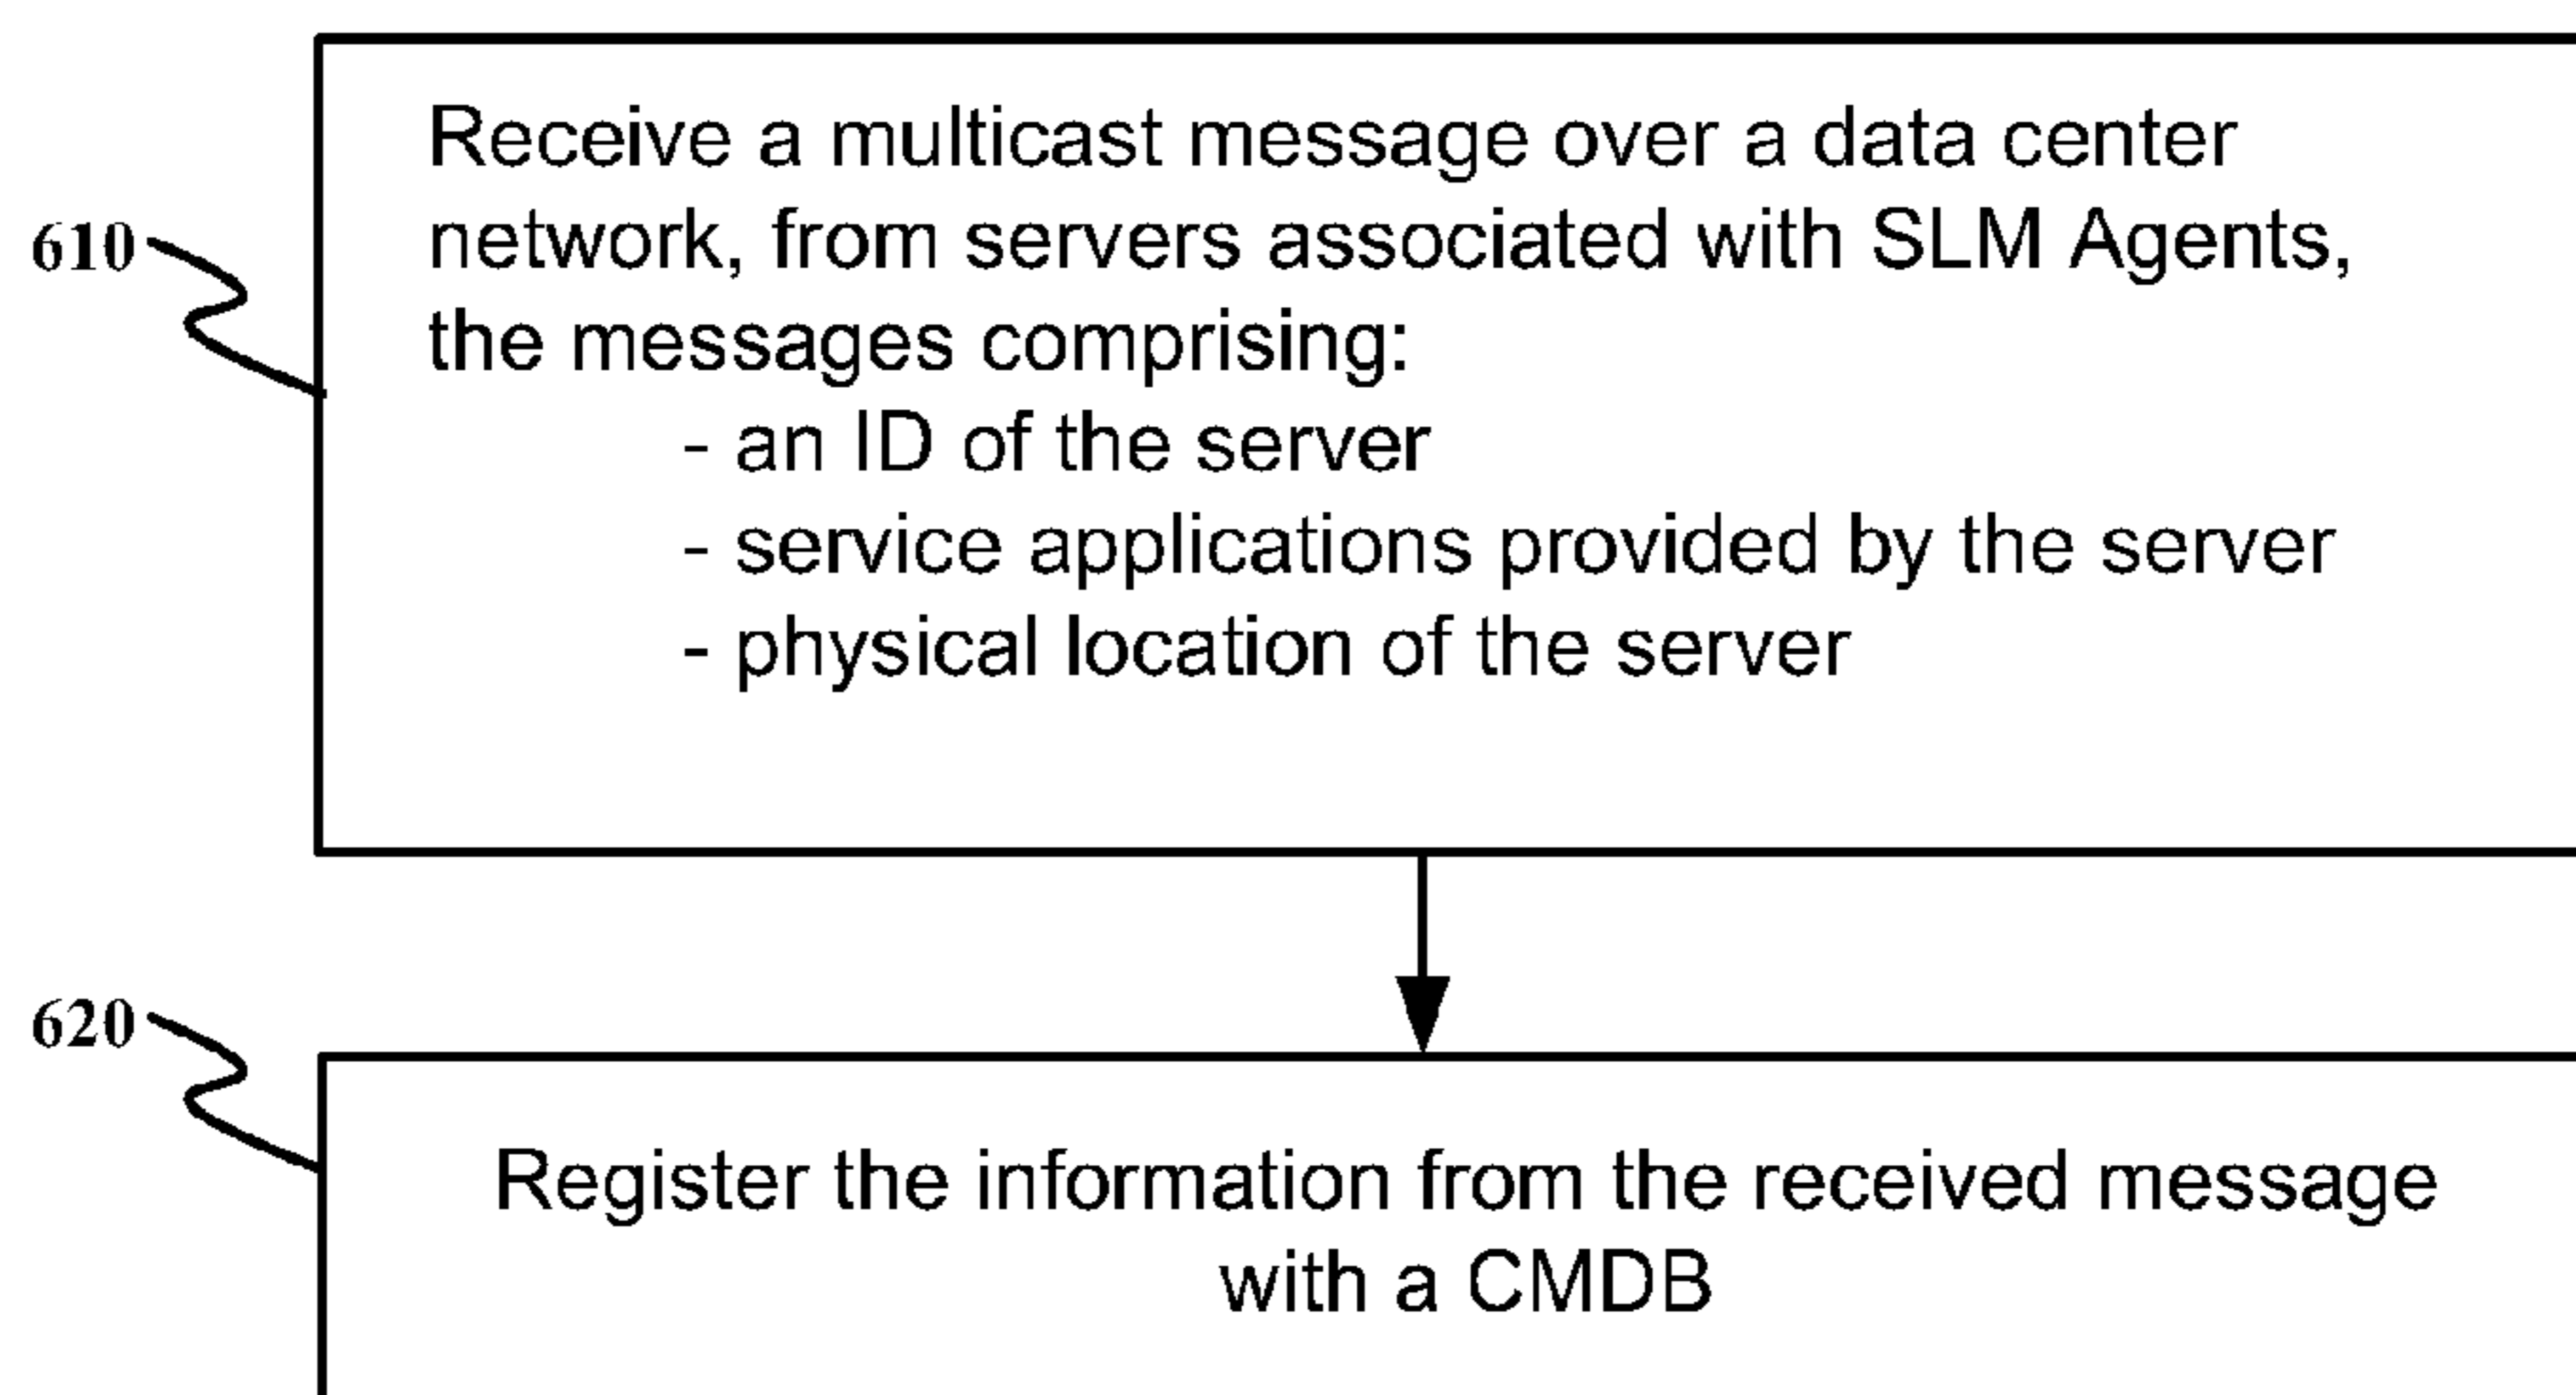 Receive a multicast message over a data center
610
network, from servers associated with SLM Agents,
the messages comprising:
- an ID of the server
- service applications provided by the server
- physical location of the server
620
Register the information from the received message
with a CMDB